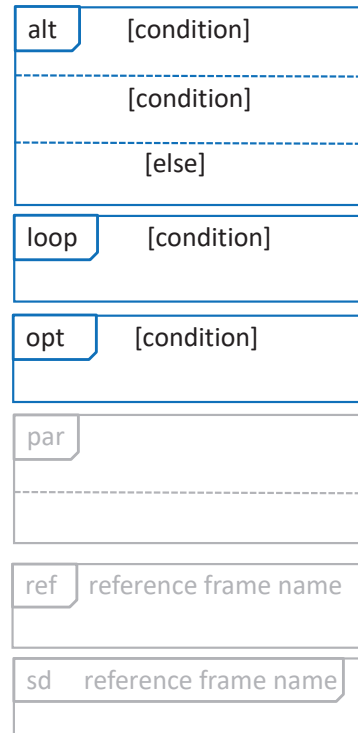 alt [condition]
[condition]
[else]
loop [condition]
opt [condition]
par
ref reference frame name
sd reference frame name